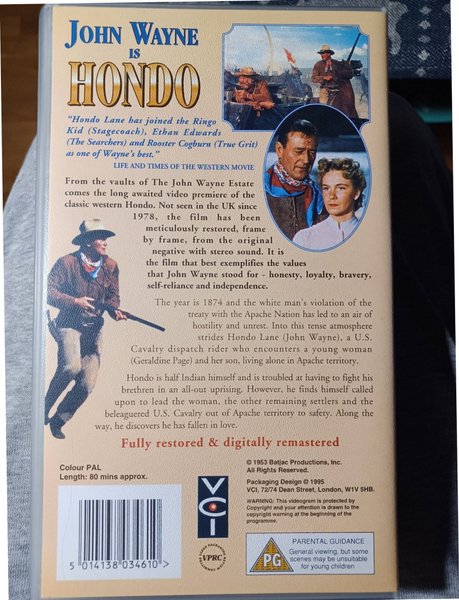 JOHN WAYNE
IS
HONDO
"Hondo Lane has joined the Ringo
Kid (Stagecoach), Ethan Edwards
(The Searchers) and Rooster Cogburn (True Grit)
as one of Wayne's best."
LIFE AND TIMES OF THE WESTERN MOVIE
From the vaults of The John Wayne Estate
comes the long awaited video premiere of the
classic western Hondo. Not seen in the UK since
1978, the film has been
meticulously restored, frame
by frame, from the original
negative with stereo sound. It is
the film that best exemplifies the values
that John Wayne stood for - honesty, loyalty, bravery,
self-reliance and independence.
The year is 1874 and the white man's violation of the
treaty with the Apache Nation has led to an air of
hostility and unrest. Into this tense atmosphere
strides Hondo Lane (John Wayne), a U.S.
Cavalry dispatch rider who encounters a young woman
(Geraldine Page) and her son, living alone in Apache territory.
Hondo is half Indian himself and is troubled at having to fight his
brethren in an all-out uprising. However, he finds himself called
upon to lead the woman, the other remaining settlers and the
beleaguered U.S. Cavalry out of Apache territory to safety. Along the
way, he discovers he has fallen in love.
Fully restored & digitally remastered
Colour PAL
Length: 80 mins approx.
5 014138 034610 >
VCI
VPRC
© 1953 Batjac Productions, Inc.
All Rights Reserved.
Packaging Design © 1995
VCI, 72/74 Dean Street, London, W1V 5HB.
WARNING: This videogram is protected by
Copyright and your attention is drawn to the
copyright warning at the beginning of the
programme.
PG
PARENTAL GUIDANCE
General viewing, but some
scenes may be unsuitable
for young children